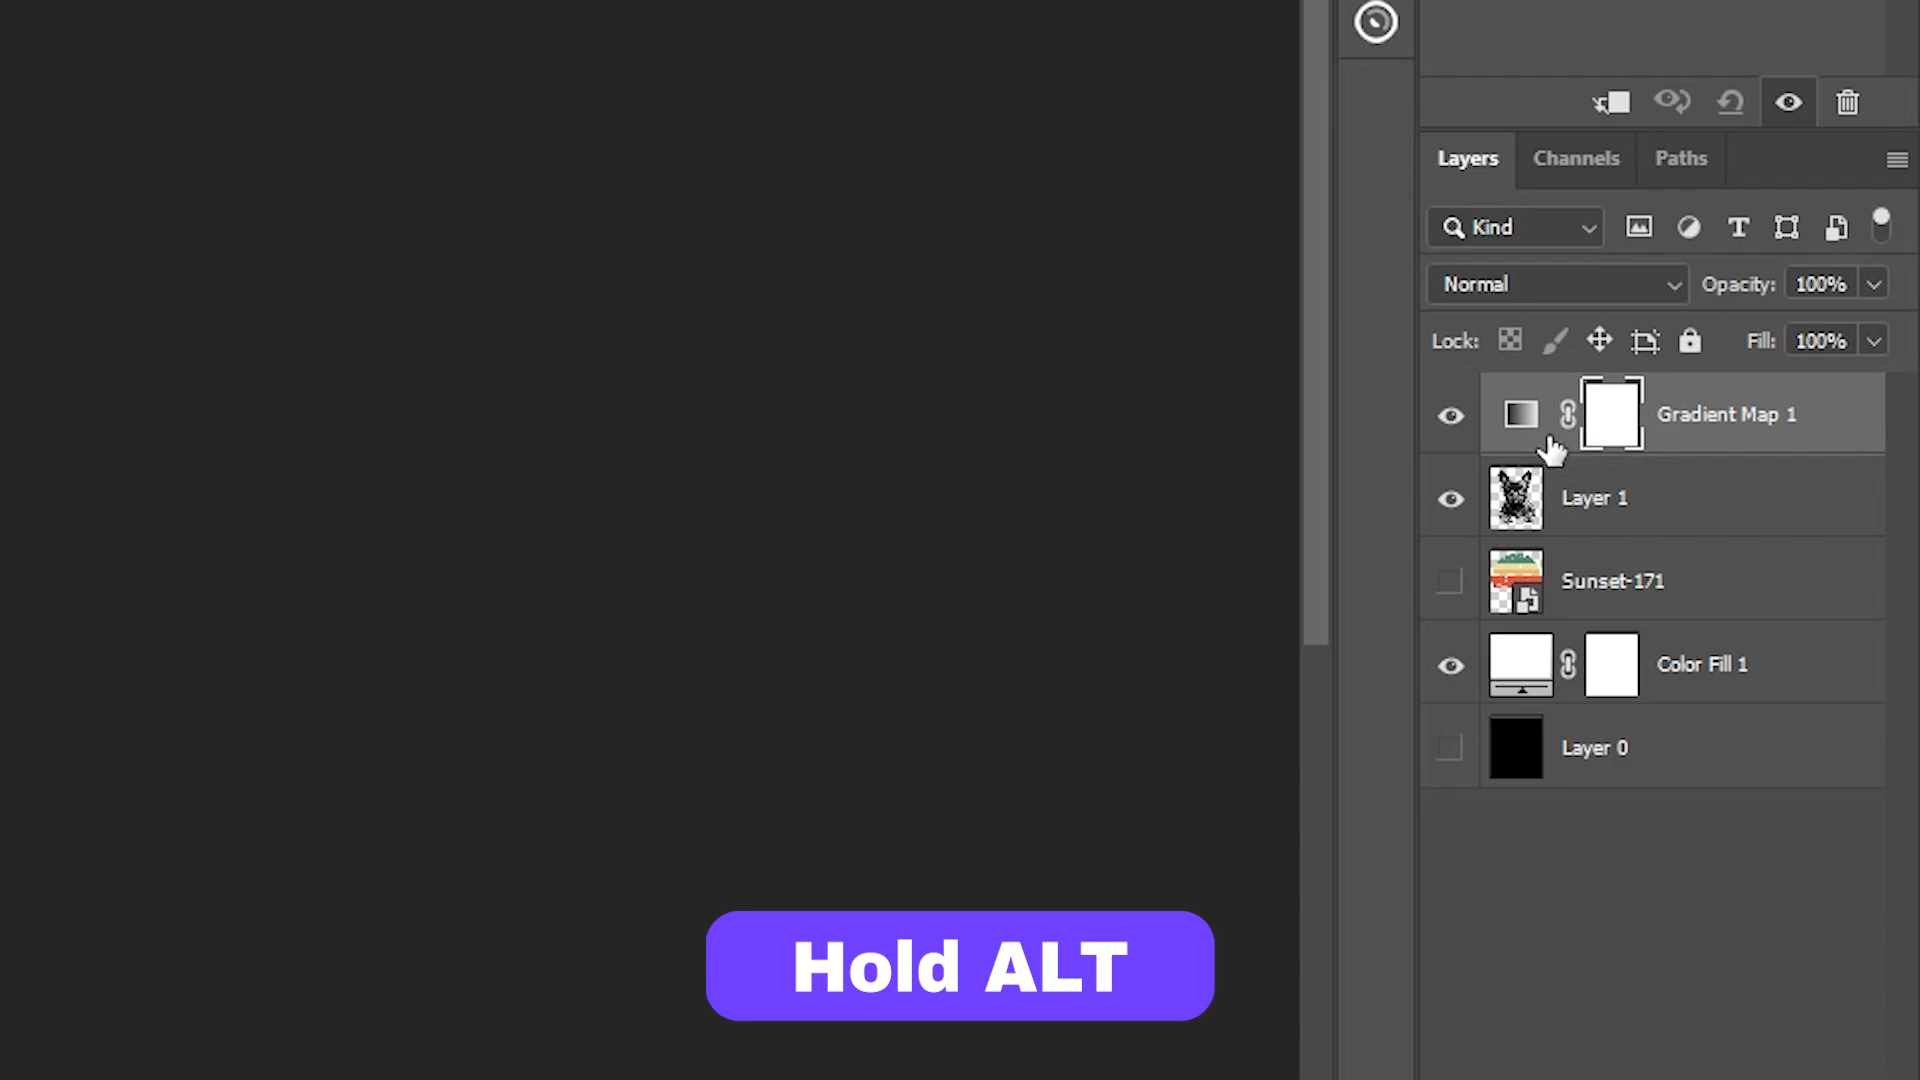 Layers Channels Paths
Kind
Normal Opacity: 100%
Lock: Fill: 100%
Gradient Map 1
Layer 1
Sunset-171
Color Fill 1
Layer 0
Hold ALT